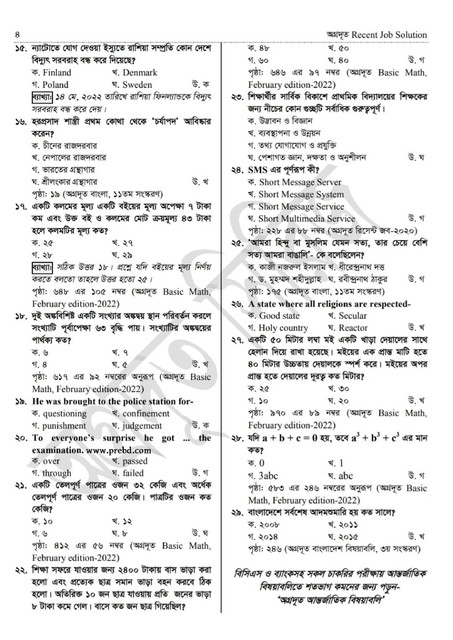 ৪
অগ্রদূত Recent Job Solution
১৫. ন্যাটোতে যোগ দেওয়া ইস্যুতে রাশিয়া সম্প্রতি কোন দেশে
বিদ্যুৎ সরবরাহ বন্ধ করে দিয়েছে?
ক. Finland খ. Denmark
গ. Poland ঘ. Sweden উ. ক
ব্যাখ্যা: ১৪ মে, ২০২২ তারিখে রাশিয়া ফিনল্যান্ডকে বিদ্যুৎ
সরবরাহ বন্ধ করে দেয়।
১৬. হরপ্রসাদ শাস্ত্রী প্রথম কোথা থেকে 'চর্যাপদ' আবিষ্কার
করেন?
ক. চীনের রাজদরবার
খ. নেপালের রাজদরবার
গ. ভারতের গ্রন্থাগার
ঘ. শ্রীলংকার গ্রন্থাগার উ. খ
পৃষ্ঠা: ১৯ (অগ্রদূত বাংলা, ১১তম সংস্করণ)
১৭. একটি কলমের মূল্য একটি বইয়ের মূল্য অপেক্ষা ৭ টাকা
কম এবং উক্ত বই ও কলমের মোট ক্রয়মূল্য ৪৩ টাকা
হলে কলমটির মূল্য কত?
ক. ২৫ খ. ২৭
গ. ২৮ ঘ. ২৯
ব্যাখ্যা: সঠিক উত্তর ১৮। প্রশ্নে যদি বইয়ের মূল্য নির্ণয়
করতে বলতো তাহলে উত্তর হতো ২৫।
পৃষ্ঠা: ৬৪৮ এর ১০৫ নম্বর (অগ্রদূত Basic Math,
February edition-2022)
১৮. দুই অঙ্কবিশিষ্ট একটি সংখ্যার অঙ্কদ্বয় স্থান পরিবর্তন করলে
সংখ্যাটি পূর্বাপেক্ষা ৬৩ বৃদ্ধি পায়। সংখ্যাটির অঙ্কদ্বয়ের
পার্থক্য কত?
ক. ৬ খ. ৭
গ. ৪ ঘ. ৫ উ. খ
পৃষ্ঠা: ৬১৭ এর ৯২ নম্বরের অনুরূপ (অগ্রদূত Basic
Math, February edition-2022)
১৯. He was brought to the police station for-
ক. questioning খ. confinement
গ. punishment ঘ. judgement উ. ক
২০. To everyone's surprise he got ... the
examination. www.prebd.com
ক. over খ. passed
গ. through ঘ. failed উ. গ
২১. একটি তেলপূর্ণ পাত্রের ওজন ৩২ কেজি এবং অর্ধেক
তেলপূর্ণ পাত্রের ওজন ২০ কেজি। পাত্রটির ওজন কত
কেজি?
ক. ১০ খ. ১২
গ. ৬ ঘ. ৮ উ. ঘ
পৃষ্ঠা: ৪১২ এর ৫৬ নম্বর (অগ্রদূত Basic Math,
February edition-2022)
২২. শিক্ষা সফরে যাওয়ার জন্য ২৪০০ টাকায় বাস ভাড়া করা
হলো এবং প্রত্যেক ছাত্র সমান ভাড়া বহন করবে ঠিক
হলো। অতিরিক্ত ১০ জন ছাত্র যাওয়ায় প্রতি জনের ভাড়া
৮ টাকা কমে গেল। বাসে কত জন ছাত্র গিয়েছিল?
ক. ৪৮ খ. ৫০
গ. ৬০ ঘ. ৪০ উ. গ
পৃষ্ঠা: ৬৪৬ এর ৯৭ নম্বর (অগ্রদূত Basic Math,
February edition-2022)
২৩. শিক্ষার্থীর সার্বিক বিকাশে প্রাথমিক বিদ্যালয়ের শিক্ষকের
জন্য নীচের কোন গুচ্ছটি সর্বাধিক গুরুত্বপূর্ণ।
ক. উদ্ভাবন ও বিজ্ঞান
খ. ব্যবস্থাপনা ও উন্নয়ন
গ. তথ্য যোগাযোগ ও প্রযুক্তি
ঘ. পেশাগত জ্ঞান, দক্ষতা ও অনুশীলন উ. ঘ
২৪. SMS এর পূর্ণরূপ কী?
ক. Short Message Server
খ. Short Message System
গ. Short Message Service
ঘ. Short Multimedia Service উ. গ
পৃষ্ঠা: ২২৮ এর ৮৮ নম্বর (অগ্রদূত রিসেন্ট জব-২০২০)
২৫. 'আমরা হিন্দু বা মুসলিম যেমন সত্য, তার চেয়ে বেশি
সত্য আমরা বাঙালি'- কে বলেছিলেন?
ক. কাজী নজরুল ইসলাম খ. ধীরেন্দ্রনাথ দত্ত
গ. ড. মুহম্মদ শহীদুল্লাহ ঘ. রবীন্দ্রনাথ ঠাকুর উ. গ
পৃষ্ঠা: ১৭৫ (অগ্রদূত বাংলা, ১১তম সংস্করণ)
২৬. A state where all religions are respected-
ক. Good state খ. Secular
গ. Holy country ঘ. Reactor উ. খ
২৭. একটি ৫০ মিটার লম্বা মই একটি খাড়া দেয়ালের সাথে
হেলান দিয়ে রাখা হয়েছে। মইয়ের এক প্রান্ত মাটি হতে
৪০ মিটার উচ্চতায় দেয়ালকে স্পর্শ করে। মইয়ের অপর
প্রান্ত হতে দেয়ালের দূরত্ব কত মিটার?
ক. ২৫ খ. ৩০
গ. ১০ ঘ. ২০ উ. খ
পৃষ্ঠা: ৯৭০ এর ৮৯ নম্বর (অগ্রদূত Basic Math,
February edition-2022)
২৮. যদি a + b + c = 0 হয়, তবে a³ + b³ + c³ এর মান
কত?
ক. 0 খ. 1
গ. 3abc ঘ. abc উ. গ
পৃষ্ঠা: ৫৮৩ এর ২৪৬ নম্বরের অনুরূপ (অগ্রদূত Basic
Math, February edition-2022)
২৯. বাংলাদেশে সর্বশেষ আদমশুমারি হয় কত সালে?
ক. ২০০৮ খ. ২০১১
গ. ২০১৪ ঘ. ২০১৫ উ. খ
পৃষ্ঠা: ২৪৬ (অগ্রদূত বাংলাদেশ বিষয়াবলি, ৩য় সংস্করণ)
বিসিএস ও ব্যাংকসহ সকল চাকরির পরীক্ষায় আন্তর্জাতিক
বিষয়াবলিতে শতভাগ কমনের জন্য পড়ুন-
'অগ্রদূত আন্তর্জাতিক বিষয়াবলি'